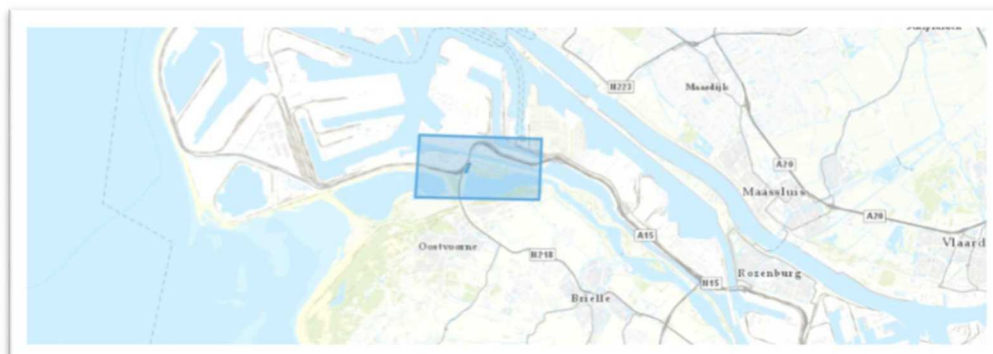 N223
Maasdijk
A20
Maassluis
A20
Vlaard
Oostvoorne
A15
N218
Rozenburg
N15
Brielle